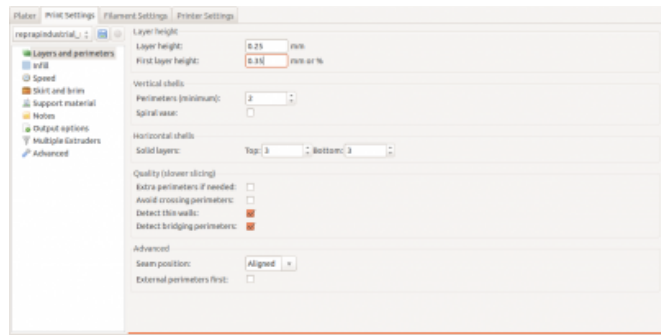 Plater Print Settings Filament Settings Printer Settings
reprapindustrial_
Layers and perimeters
Infill
Speed
Skirt and brim
Support material
Notes
Output options
Multiple Extruders
Advanced
Layer height
Layer height: 0.25 mm
First layer height: 0.35 mm or %
Vertical shells
Perimeters (minimum): 2
Spiral vase:
Horizontal shells
Solid layers: Top: 3 Bottom: 3
Quality (slower slicing)
Extra perimeters if needed:
Avoid crossing perimeters:
Detect thin walls:
Detect bridging perimeters:
Advanced
Seam position: Aligned
External perimeters first: